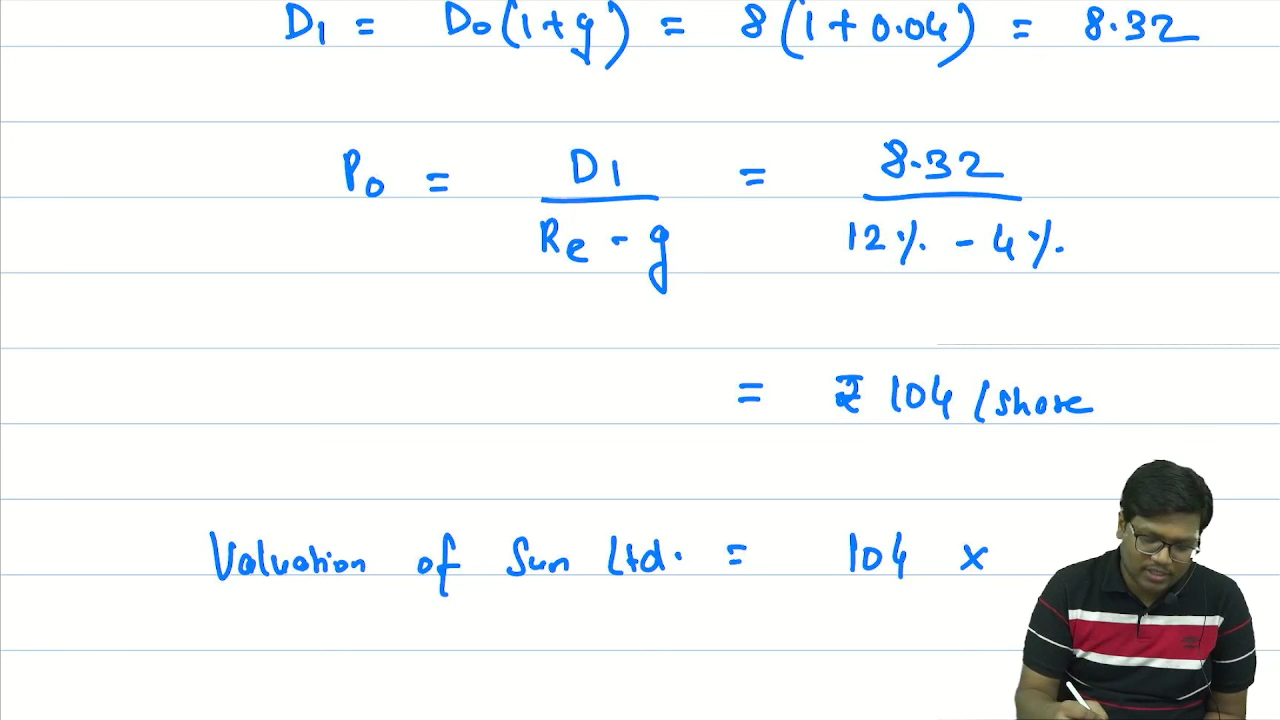 D1 = D0(1+g) = 8(1+0.04) = 8.32
P0 = D1 / Re - g = 8.32 / 12% - 4%
= ₹ 104 /share
Valuation of Sun Ltd. = 104 ×